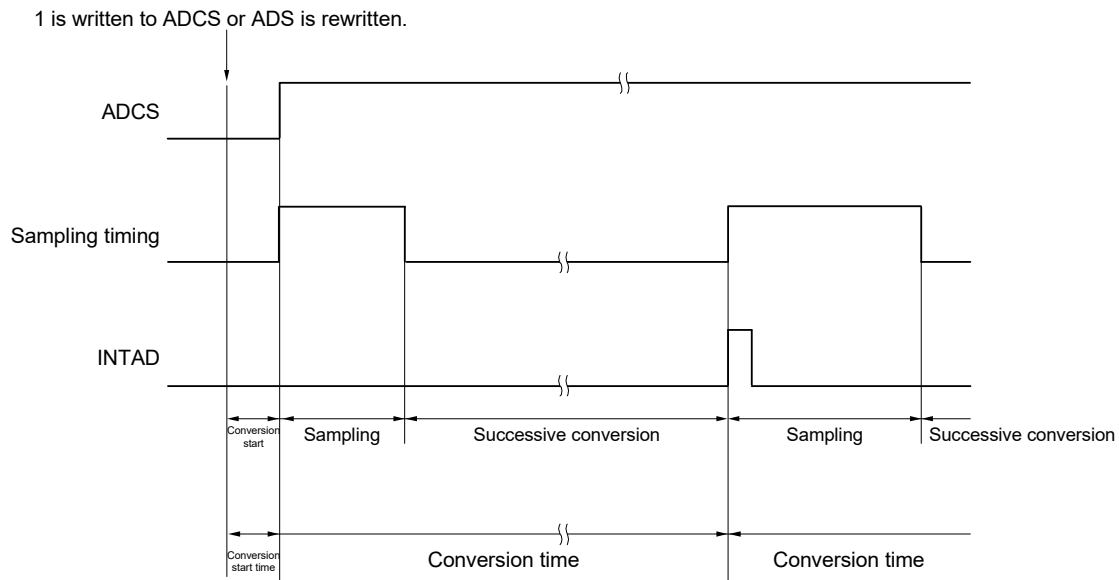 1 is written to ADCS or ADS is rewritten.
ADCS
Sampling timing
INTAD
Conversion
start
Sampling
Successive conversion
Sampling
Successive conversion
Conversion
start time
Conversion time
Conversion time